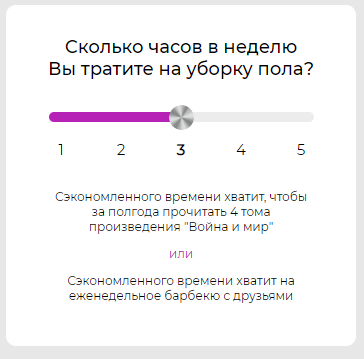 Сколько часов в неделю
Вы тратите на уборку пола?
1 2 3 4 5
Сэкономленного времени хватит, чтобы
за полгода прочитать 4 тома
произведения "Война и мир"
или
Сэкономленного времени хватит на
еженедельное барбекю с друзьями